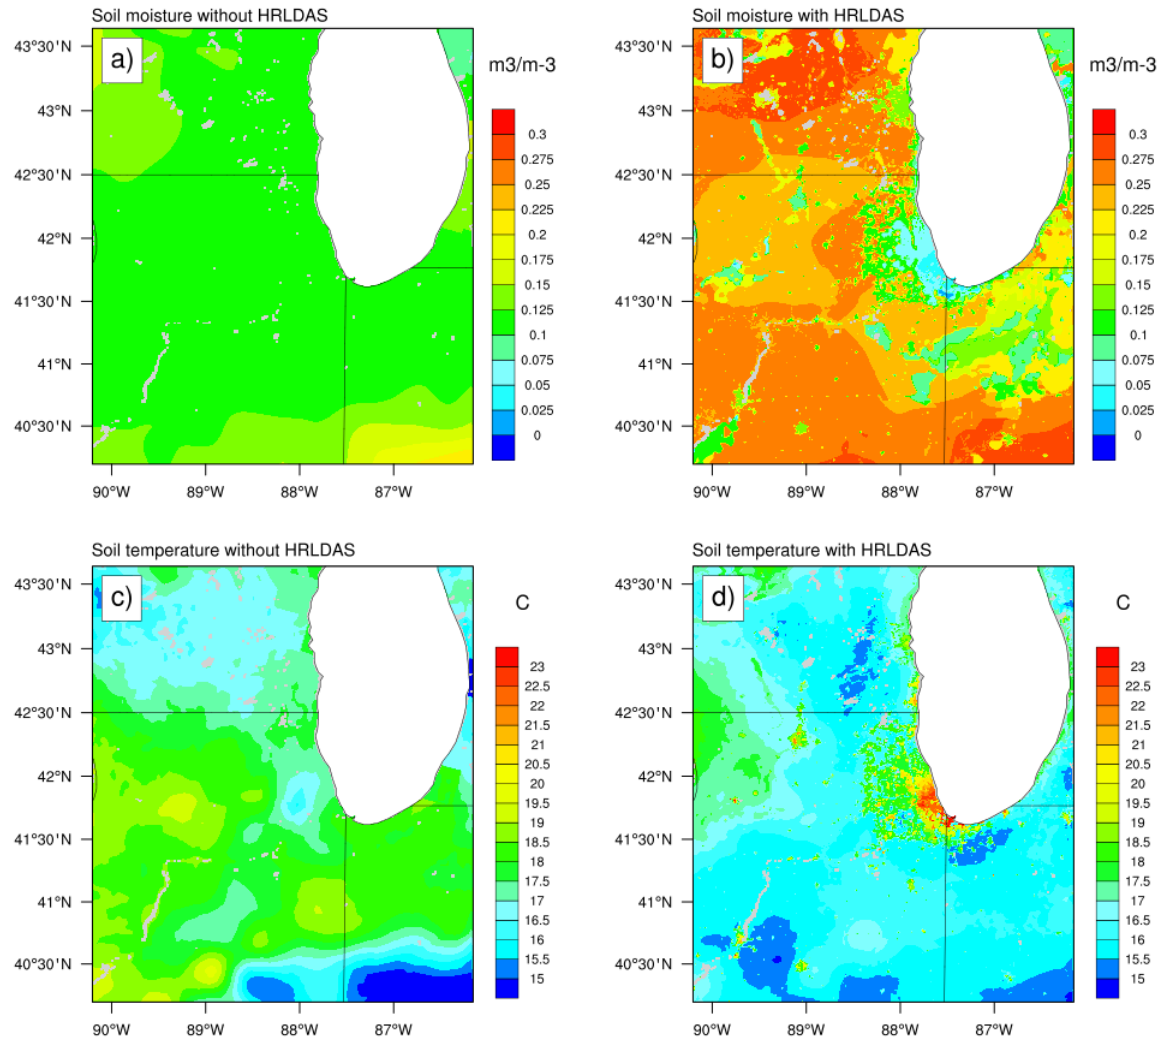 Soil moisture without HRLDAS
a)
43°30'N
43°N
42°30'N
42°N
41°30'N
41°N
40°30'N
90°W
89°W
88°W
87°W
m3/m-3
0.3
0.275
0.25
0.225
0.2
0.175
0.15
0.125
0.1
0.075
0.05
0.025
0
Soil moisture with HRLDAS
b)
43°30'N
43°N
42°30'N
42°N
41°30'N
41°N
40°30'N
90°W
89°W
88°W
87°W
m3/m-3
0.3
0.275
0.25
0.225
0.2
0.175
0.15
0.125
0.1
0.075
0.05
0.025
0
Soil temperature without HRLDAS
c)
43°30'N
43°N
42°30'N
42°N
41°30'N
41°N
40°30'N
90°W
89°W
88°W
87°W
C
23
22.5
22
21.5
21
20.5
20
19.5
19
18.5
18
17.5
17
16.5
16
15.5
15
Soil temperature with HRLDAS
d)
43°30'N
43°N
42°30'N
42°N
41°30'N
41°N
40°30'N
90°W
89°W
88°W
87°W
C
23
22.5
22
21.5
21
20.5
20
19.5
19
18.5
18
17.5
17
16.5
16
15.5
15